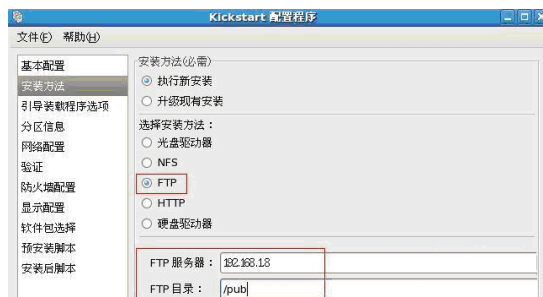 Kickstart 配置程序
文件(F) 帮助(H)
基本配置
安装方法
引导装载程序选项
分区信息
网络配置
验证
防火墙配置
显示配置
软件包选择
预安装脚本
安装后脚本
安装方法(必需)
执行新安装
升级现有安装
选择安装方法：
光盘驱动器
NFS
FTP
HTTP
硬盘驱动器
FTP 服务器： 192.168.1.8
FTP 目录： /pub